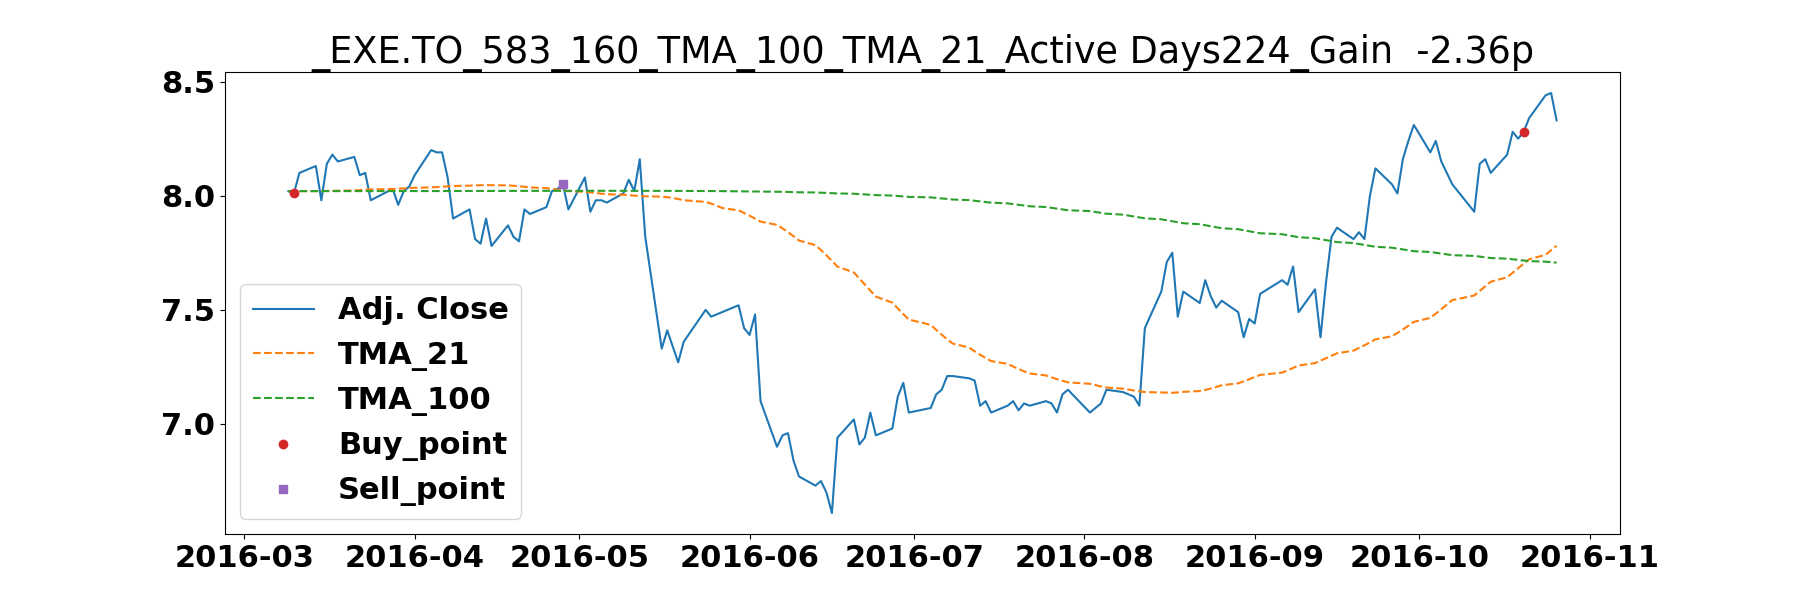 _EXE.TO_583_160_TMA_100_TMA_21_Active Days224_Gain  -2.36p
8.5
8.0
7.5
7.0
Adj. Close
TMA_21
TMA_100
Buy_point
Sell_point
2016-03 2016-04 2016-05 2016-06 2016-07 2016-08 2016-09 2016-10 2016-11